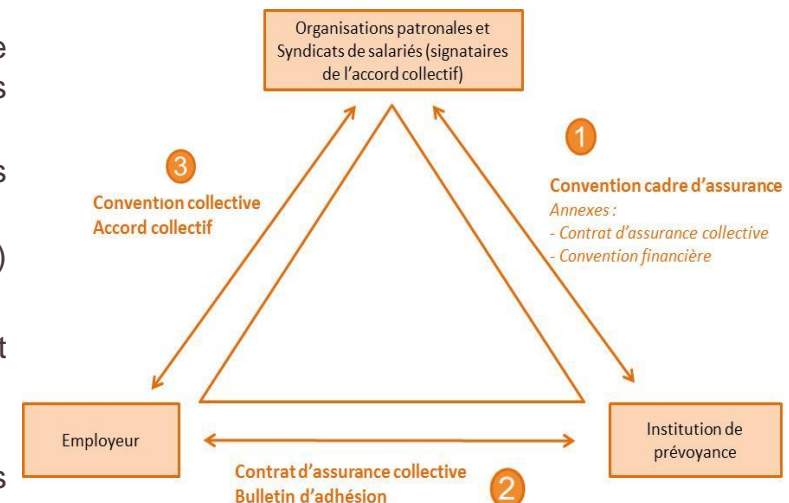 Organisations patronales et
Syndicats de salariés (signataires
de l'accord collectif)
1
Convention cadre d'assurance
Annexes :
- Contrat d'assurance collective
- Convention financière
3
Convention collective
Accord collectif
Employeur
Institution de
prévoyance
Contrat d'assurance collective
Bulletin d'adhésion
2
e
s
s
)
t
s